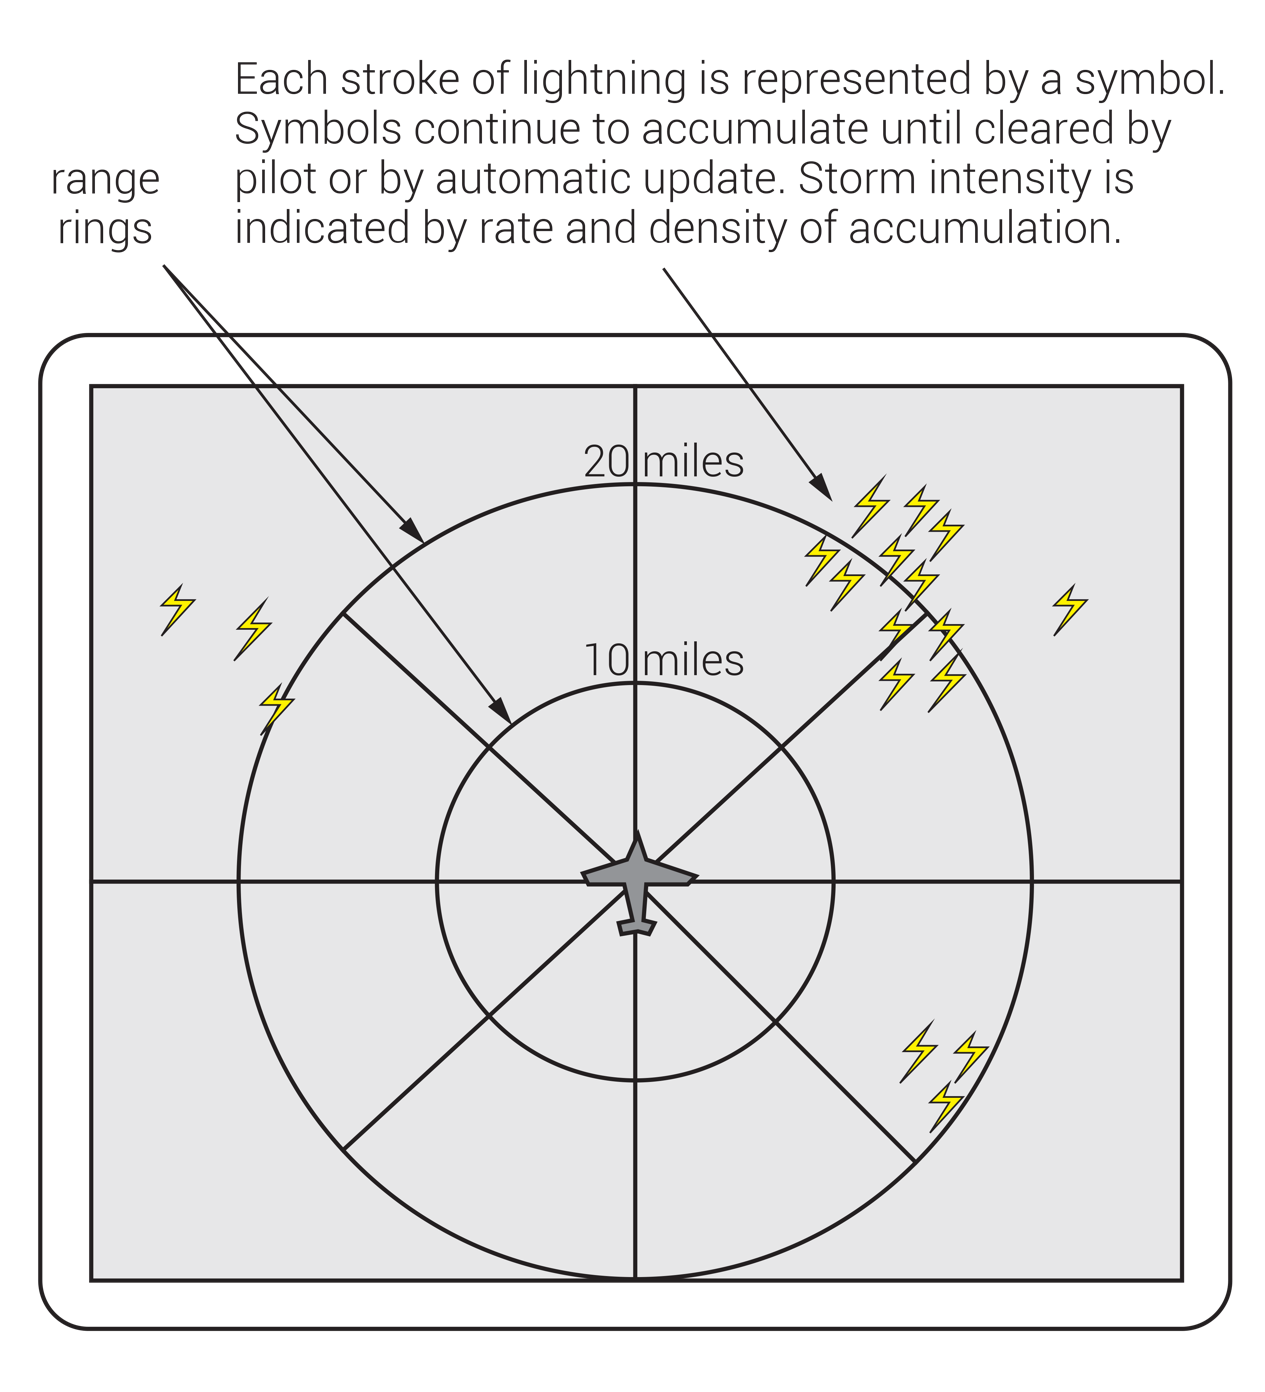 Each stroke of lightning is represented by a symbol.
Symbols continue to accumulate until cleared by
pilot or by automatic update. Storm intensity is
indicated by rate and density of accumulation.
range
rings
20 miles
10 miles